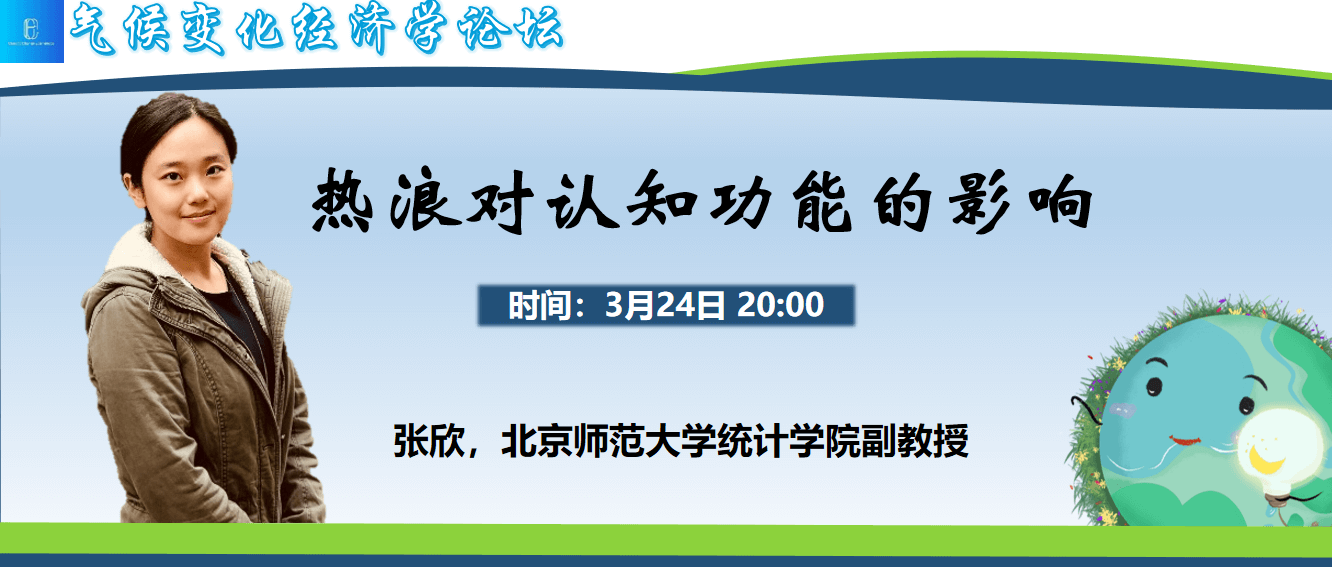 气候变化经济学论坛
热浪对认知功能的影响
时间：3月24日 20:00
张欣，北京师范大学统计学院副教授